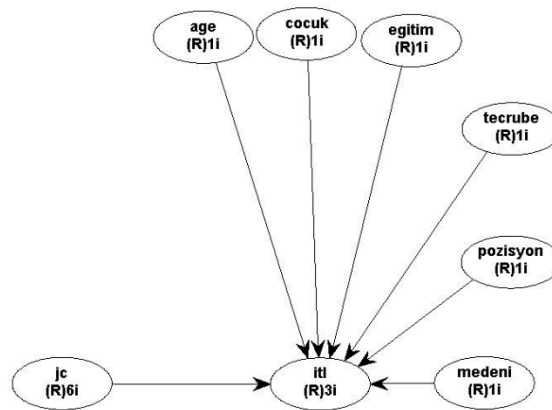 age
(R)1i
cocuk
(R)1i
egitim
(R)1i
tecrube
(R)1i
pozisyon
(R)1i
jc
(R)6i
itl
(R)3i
medeni
(R)1i